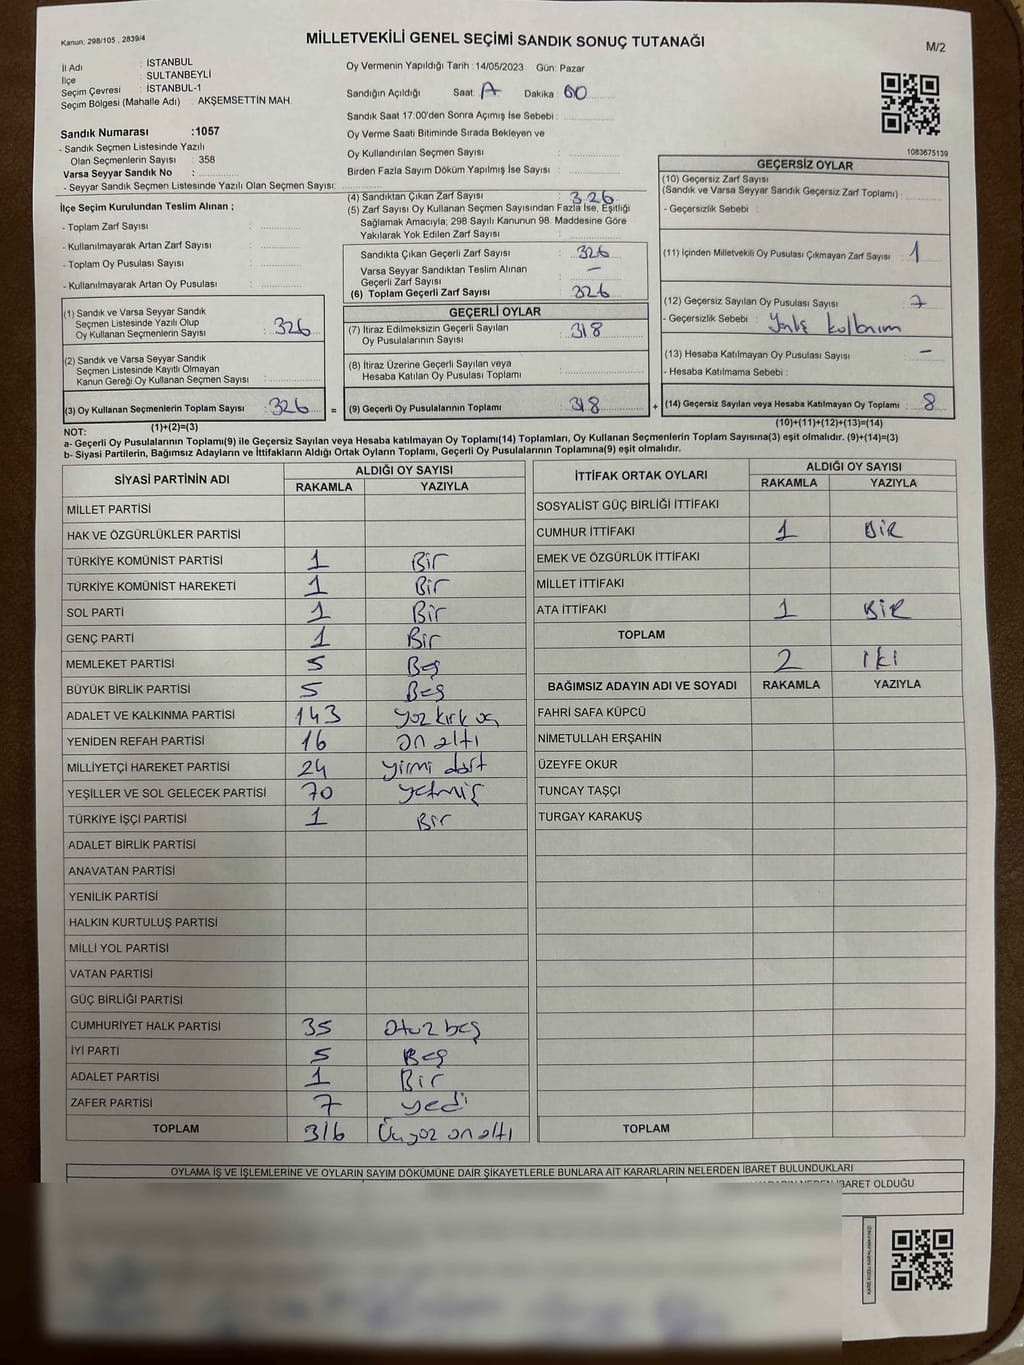 Kanun: 298/105 , 2839/4
MİLLETVEKİLİ GENEL SEÇİMİ SANDIK SONUÇ TUTANAĞI
M/2
İl Adı : İSTANBUL
İlçe : SULTANBEYLİ
Seçim Çevresi : İSTANBUL-1
Seçim Bölgesi (Mahalle Adı) : AKŞEMSETTİN MAH.
Sandık Numarası :1057
- Sandık Seçmen Listesinde Yazılı
Olan Seçmenlerin Sayısı : 358
Varsa Seyyar Sandık No :
- Seyyar Sandık Seçmen Listesinde Yazılı Olan Seçmen Sayısı:
Oy Vermenin Yapıldığı Tarih : 14/05/2023 Gün: Pazar
Sandığın Açıldığı Saat : Dakika : 00
Sandık Saat 17:00'den Sonra Açımış İse Sebebi :
Oy Verme Saati Bitiminde Sırada Bekleyen ve
Oy Kullandırılan Seçmen Sayısı :
Birden Fazla Sayım Döküm Yapılmış İse Sayısı :
1083675139
İlçe Seçim Kurulundan Teslim Alınan ;
- Toplam Zarf Sayısı :
- Kullanılmayarak Artan Zarf Sayısı :
- Toplam Oy Pusulası Sayısı :
- Kullanılmayarak Artan Oy Pusulası :
(1) Sandık ve Varsa Seyyar Sandık
Seçmen Listesinde Yazılı Olup
Oy Kullanan Seçmenlerin Sayısı : 326
(2) Sandık ve Varsa Seyyar Sandık
Seçmen Listesinde Kayıtlı Olmayan
Kanun Gereği Oy Kullanan Seçmen Sayısı :
(3) Oy Kullanan Seçmenlerin Toplam Sayısı : 326 =
(1)+(2)=(3)
(4) Sandıktan Çıkan Zarf Sayısı : 326
(5) Zarf Sayısı Oy Kullanan Seçmen Sayısından Fazla İse, Eşitliği
Sağlamak Amacıyla; 298 Sayılı Kanunun 98. Maddesine Göre
Yakılarak Yok Edilen Zarf Sayısı :
Sandıkta Çıkan Geçerli Zarf Sayısı : 326
Varsa Seyyar Sandıktan Teslim Alınan
Geçerli Zarf Sayısı : -
(6) Toplam Geçerli Zarf Sayısı : 326
GEÇERLİ OYLAR
(7) İtiraz Edilmeksizin Geçerli Sayılan
Oy Pusulalarının Sayısı : 318
(8) İtiraz Üzerine Geçerli Sayılan veya
Hesaba Katılan Oy Pusulası Toplamı :
(9) Geçerli Oy Pusulalarının Toplamı : 318 +
GEÇERSİZ OYLAR
(10) Geçersiz Zarf Sayısı
(Sandık ve Varsa Seyyar Sandık Geçersiz Zarf Toplamı) :
- Geçersizlik Sebebi :
(11) İçinden Milletvekili Oy Pusulası Çıkmayan Zarf Sayısı : 1
(12) Geçersiz Sayılan Oy Pusulası Sayısı : 7
- Geçersizlik Sebebi :
(13) Hesaba Katılmayan Oy Pusulası Sayısı : -
- Hesaba Katılmama Sebebi :
(14) Geçersiz Sayılan veya Hesaba Katılmayan Oy Toplamı : 8
(10)+(11)+(12)+(13)=(14)
NOT:
a- Geçerli Oy Pusulalarının Toplamı(9) ile Geçersiz Sayılan veya Hesaba katılmayan Oy Toplamı(14) Toplamları, Oy Kullanan Seçmenlerin Toplam Sayısına(3) eşit olmalıdır. (9)+(14)=(3)
b- Siyasi Partilerin, Bağımsız Adayların ve İttifakların Aldığı Ortak Oyların Toplamı, Geçerli Oy Pusulalarının Toplamına(9) eşit olmalıdır.
SİYASİ PARTİNİN ADI ALDIĞI OY SAYISI
RAKAMLA YAZIYLA
MİLLET PARTİSİ
HAK VE ÖZGÜRLÜKLER PARTİSİ
TÜRKİYE KOMÜNİST PARTİSİ 1 Bir
TÜRKİYE KOMÜNİST HAREKETİ 1 Bir
SOL PARTİ 1 Bir
GENÇ PARTİ 1 Bir
MEMLEKET PARTİSİ 5 Beş
BÜYÜK BİRLİK PARTİSİ 5 Beş
ADALET VE KALKINMA PARTİSİ 143 yüz kırk üç
YENİDEN REFAH PARTİSİ 16 on altı
MİLLİYETÇİ HAREKET PARTİSİ 24 yirmi dört
YEŞİLLER VE SOL GELECEK PARTİSİ 70 yetmiş
TÜRKİYE İŞÇİ PARTİSİ 1 Bir
ADALET BİRLİK PARTİSİ
ANAVATAN PARTİSİ
YENİLİK PARTİSİ
HALKIN KURTULUŞ PARTİSİ
MİLLİ YOL PARTİSİ
VATAN PARTİSİ
GÜÇ BİRLİĞİ PARTİSİ
CUMHURİYET HALK PARTİSİ 35 otuz beş
İYİ PARTİ 5 Beş
ADALET PARTİSİ 1 Bir
ZAFER PARTİSİ 7 yedi
TOPLAM 316 Üçyüz on altı
İTTİFAK ORTAK OYLARI ALDIĞI OY SAYISI
RAKAMLA YAZIYLA
SOSYALİST GÜÇ BİRLİĞİ İTTİFAKI
CUMHUR İTTİFAKI 1 BİR
EMEK VE ÖZGÜRLÜK İTTİFAKI
MİLLET İTTİFAKI
ATA İTTİFAKI 1 BİR
TOPLAM
2 iki
BAĞIMSIZ ADAYIN ADI VE SOYADI RAKAMLA YAZIYLA
FAHRİ SAFA KÜPCÜ
NİMETULLAH ERŞAHİN
ÜZEYFE OKUR
TUNCAY TAŞÇI
TURGAY KARAKUŞ
TOPLAM
OYLAMA İŞ VE İŞLEMLERİNE VE OYLARIN SAYIM DÖKÜMÜNE DAİR ŞİKAYETLERLE BUNLARA AİT KARARLARIN NELERDEN İBARET BULUNDUKLARI
KARARIN NEDEN İBARET OLDUĞU